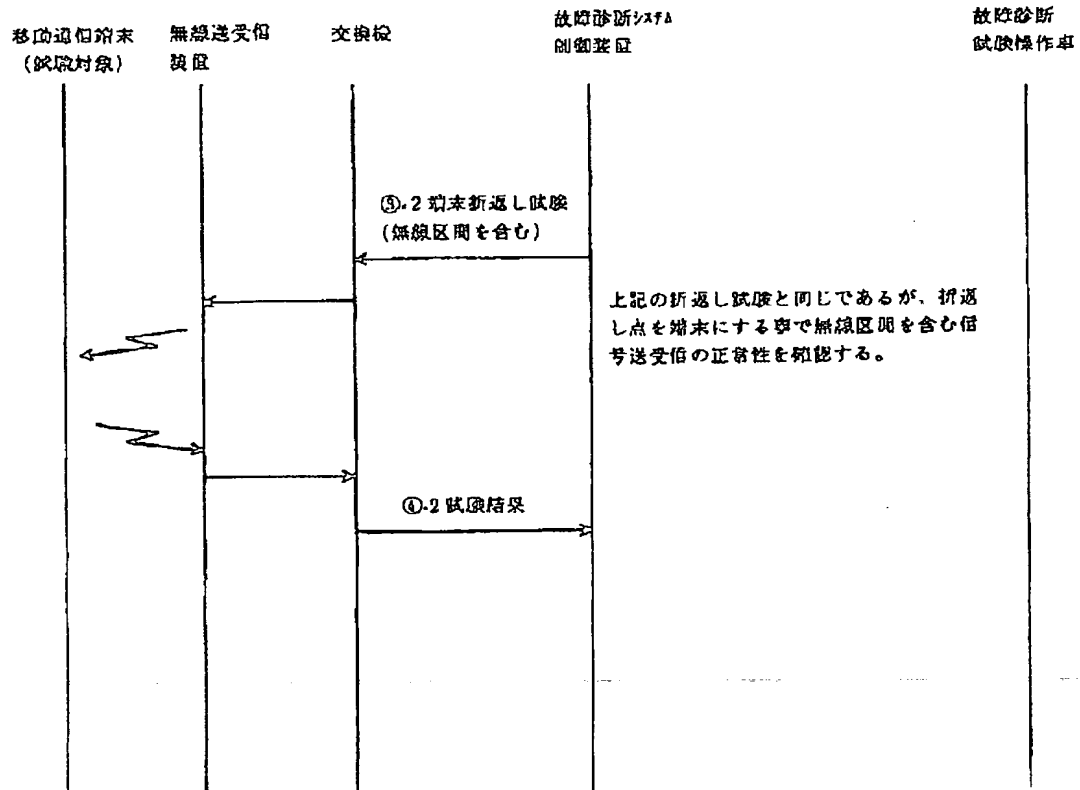 移動通信端末
(試験対象)
無線送受信
装置
交換機
故障診断システム
制御装置
故障診断
試験操作卓
③.2 端末折返し試験
(無線区間を含む)
上記の折返し試験と同じであるが、折返
し点を端末にする事で無線区間を含む信
号送受信の正常性を確認する。
④.2 試験結果